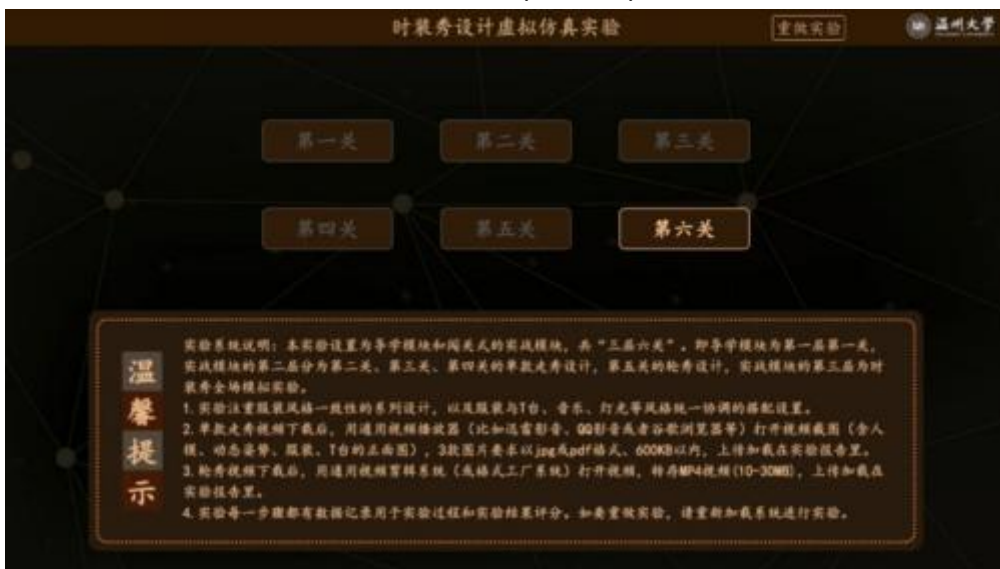 时装秀设计虚拟仿真实验
重做实验
温州大学
第一关
第二关
第三关
第四关
第五关
第六关
温馨提示
实验系统说明：本实验设置为导学模块和闯关式的实战模块，共“三层六关”。即导学模块为第一层第一关，
实战模块的第二层分为第二关、第三关、第四关的单款走秀设计，第五关的轮秀设计，实战模块的第三层为时
装秀全场模拟实验。
1.实验注重服装风格一致性的系列设计，以及服装与T台、音乐、灯光等风格统一协调的搭配设置。
2.单款走秀视频下载后，用通用视频播放器（比如迅雷影音、QQ影音或者谷歌浏览器等）打开视频截图（含人
模、动态姿势、服装、T台的正面图），3款图片要求以jpg或pdf格式、600KB以内，上传加载在实验报告里。
3.轮秀视频下载后，用通用视频剪辑系统（或格式工厂系统）打开视频，转存MP4视频(10-30MB)，上传加载在
实验报告里。
4.实验每一步骤都有数据记录用于实验过程和实验结果评分。如要重做实验，请重新加载系统进行实验。